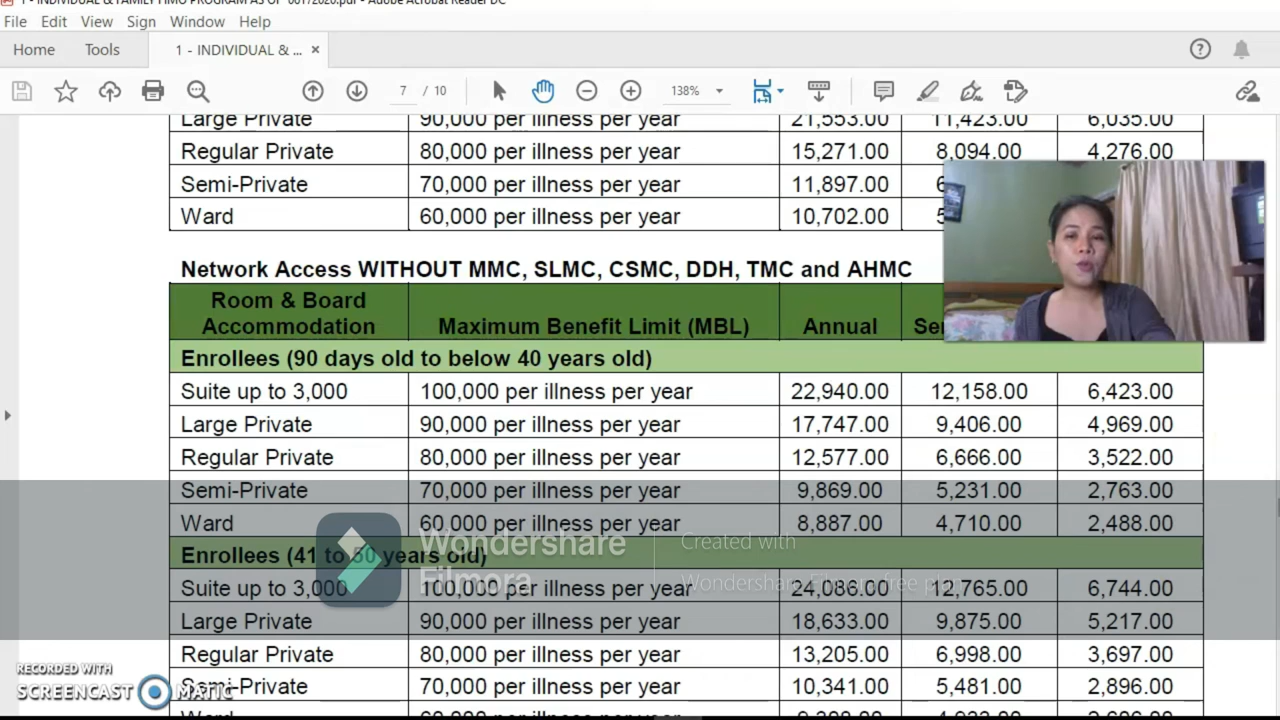 1 - INDIVIDUAL & FAMILY HMO PROGRAM AS OF 00172020.pdf - Adobe Acrobat Reader DC
File Edit View Sign Window Help
Home Tools 1 - INDIVIDUAL & ... ×
7 / 10 138%
Large Private 90,000 per illness per year 21,553.00 11,423.00 6,035.00
Regular Private 80,000 per illness per year 15,271.00 8,094.00 4,276.00
Semi-Private 70,000 per illness per year 11,897.00
Ward 60,000 per illness per year 10,702.00
Network Access WITHOUT MMC, SLMC, CSMC, DDH, TMC and AHMC
Room & Board
Accommodation Maximum Benefit Limit (MBL) Annual
Enrollees (90 days old to below 40 years old)
Suite up to 3,000 100,000 per illness per year 22,940.00 12,158.00 6,423.00
Large Private 90,000 per illness per year 17,747.00 9,406.00 4,969.00
Regular Private 80,000 per illness per year 12,577.00 6,666.00 3,522.00
Semi-Private 70,000 per illness per year 9,869.00 5,231.00 2,763.00
Ward 60,000 per illness per year 8,887.00 4,710.00 2,488.00
Wondershare
Filmora
Created with
Wondershare Filmora free plan
Enrollees (41 to 50 years old)
Suite up to 3,000 100,000 per illness per year 24,086.00 12,765.00 6,744.00
Large Private 90,000 per illness per year 18,633.00 9,875.00 5,217.00
Regular Private 80,000 per illness per year 13,205.00 6,998.00 3,697.00
Semi-Private 70,000 per illness per year 10,341.00 5,481.00 2,896.00
RECORDED WITH
SCREENCAST MATIC